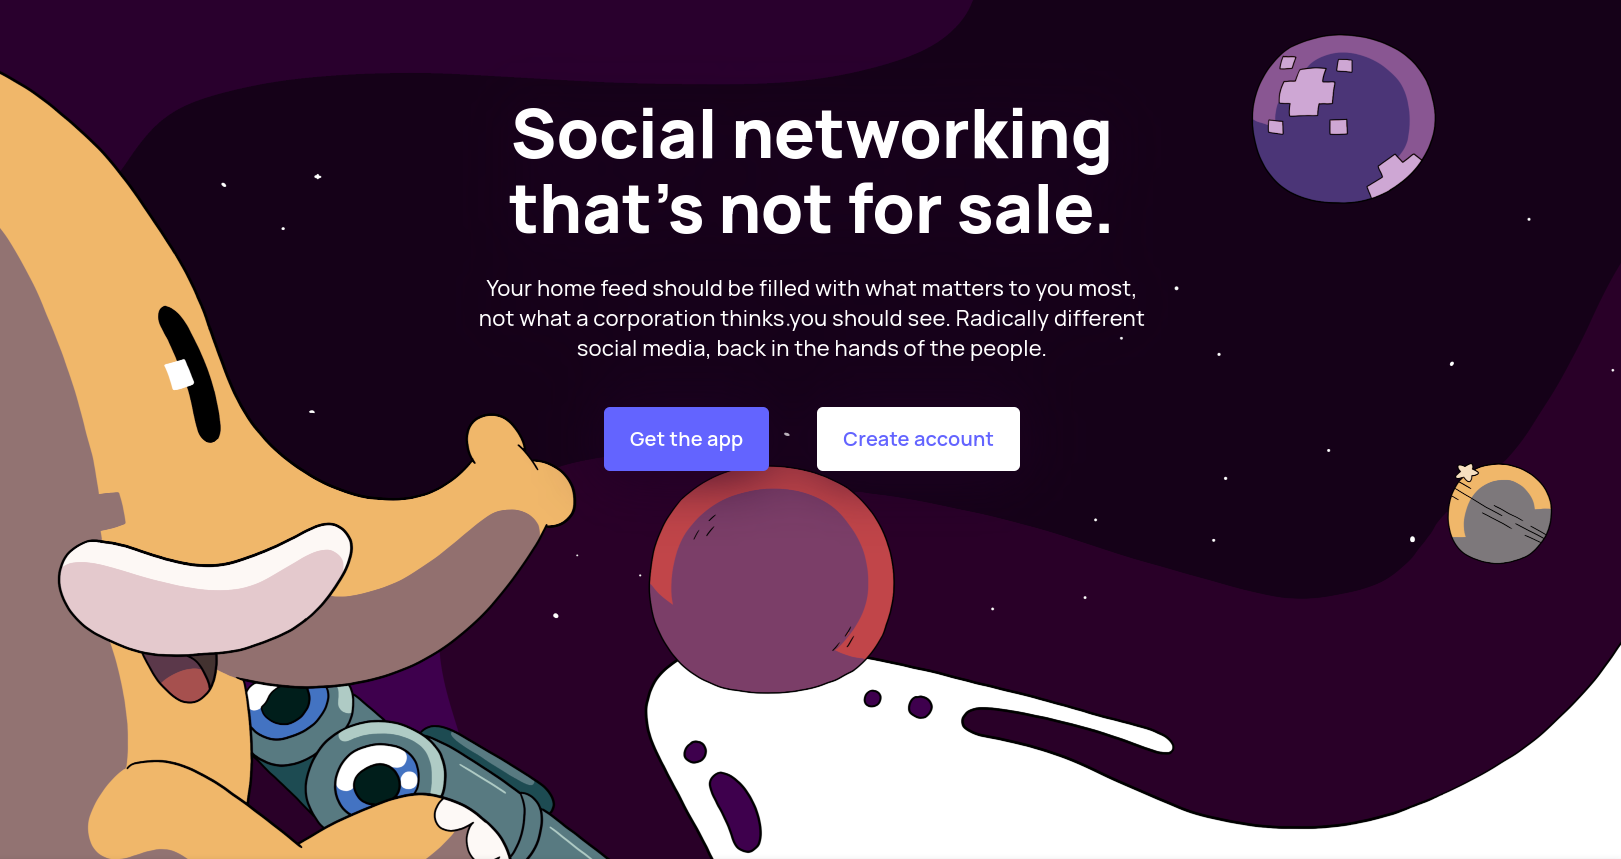 Social networking
that’s not for sale.
Your home feed should be filled with what matters to you most,
not what a corporation thinks you should see. Radically different
social media, back in the hands of the people.
Get the app
Create account